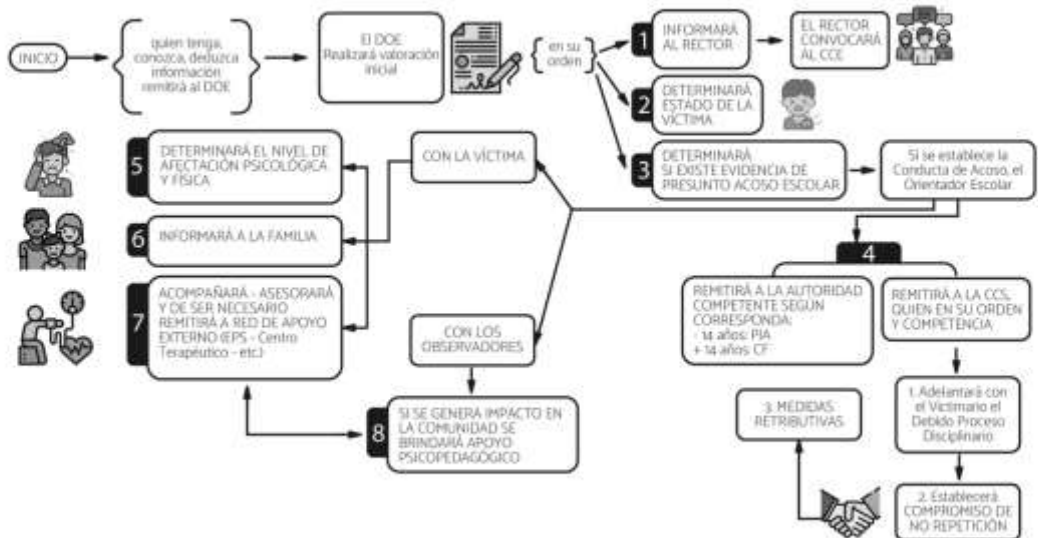 INICIO
quien tenga,
conozca, deduzca
información
remitirá al DOE
El DOE
Realizará valoración
inicial
en su
orden
1
INFORMARÁ
AL RECTOR
EL RECTOR
CONVOCARÁ
AL CCE
2
DETERMINARÁ
ESTADO DE LA
VÍCTIMA
3
DETERMINARÁ
SI EXISTE EVIDENCIA DE
PRESUNTO ACOSO ESCOLAR
Si se establece la
Conducta de Acoso, el
Orientador Escolar
4
REMITIRÁ A LA AUTORIDAD
COMPETENTE SEGÚN
CORRESPONDA:
- 14 años: PIA
+ 14 años: CF
REMITIRÁ A LA CCS,
QUIEN EN SU ORDEN
Y COMPETENCIA
1. Adelantará con
el Victimario el
Debido Proceso
Disciplinario
2. Establecerá
COMPROMISO DE
NO REPETICIÓN
3. MEDIDAS
RETRIBUTIVAS
CON LA VÍCTIMA
5
DETERMINARÁ EL NIVEL DE
AFECTACIÓN PSICOLÓGICA
Y FÍSICA
6
INFORMARÁ A LA FAMILIA
7
ACOMPAÑARÁ - ASESORARÁ
Y DE SER NECESARIO
REMITIRÁ A RED DE APOYO
EXTERNO (EPS - Centro
Terapéutico - etc.)
CON LOS
OBSERVADORES
8
SI SE GENERÁ IMPACTO EN
LA COMUNIDAD SE
BRINDARÁ APOYO
PSICOPEDAGÓGICO